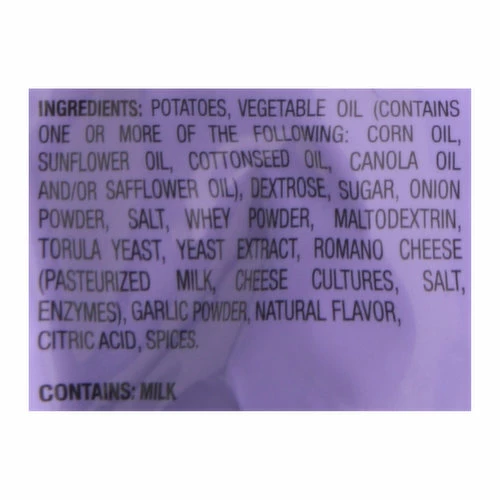 INGREDIENTS: POTATOES, VEGETABLE OIL (CONTAINS
ONE OR MORE OF THE FOLLOWING: CORN OIL,
SUNFLOWER OIL, COTTONSEED OIL, CANOLA OIL
AND/OR SAFFLOWER OIL), DEXTROSE, SUGAR, ONION
POWDER, SALT, WHEY POWDER, MALTODEXTRIN,
TORULA YEAST, YEAST EXTRACT, ROMANO CHEESE
(PASTEURIZED MILK, CHEESE CULTURES, SALT,
ENZYMES), GARLIC POWDER, NATURAL FLAVOR,
CITRIC ACID, SPICES.
CONTAINS: MILK